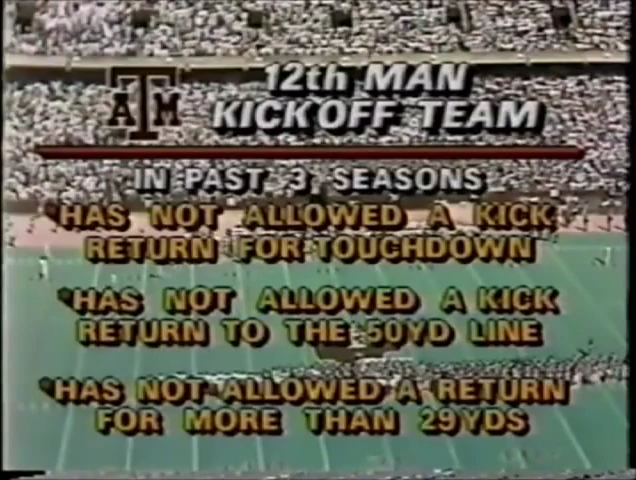 ATM
12th MAN
KICKOFF TEAM
IN PAST 3 SEASONS
*HAS NOT ALLOWED A KICK
RETURN FOR TOUCHDOWN
*HAS NOT ALLOWED A KICK
RETURN TO THE 50YD LINE
*HAS NOT ALLOWED A RETURN
FOR MORE THAN 29YDS